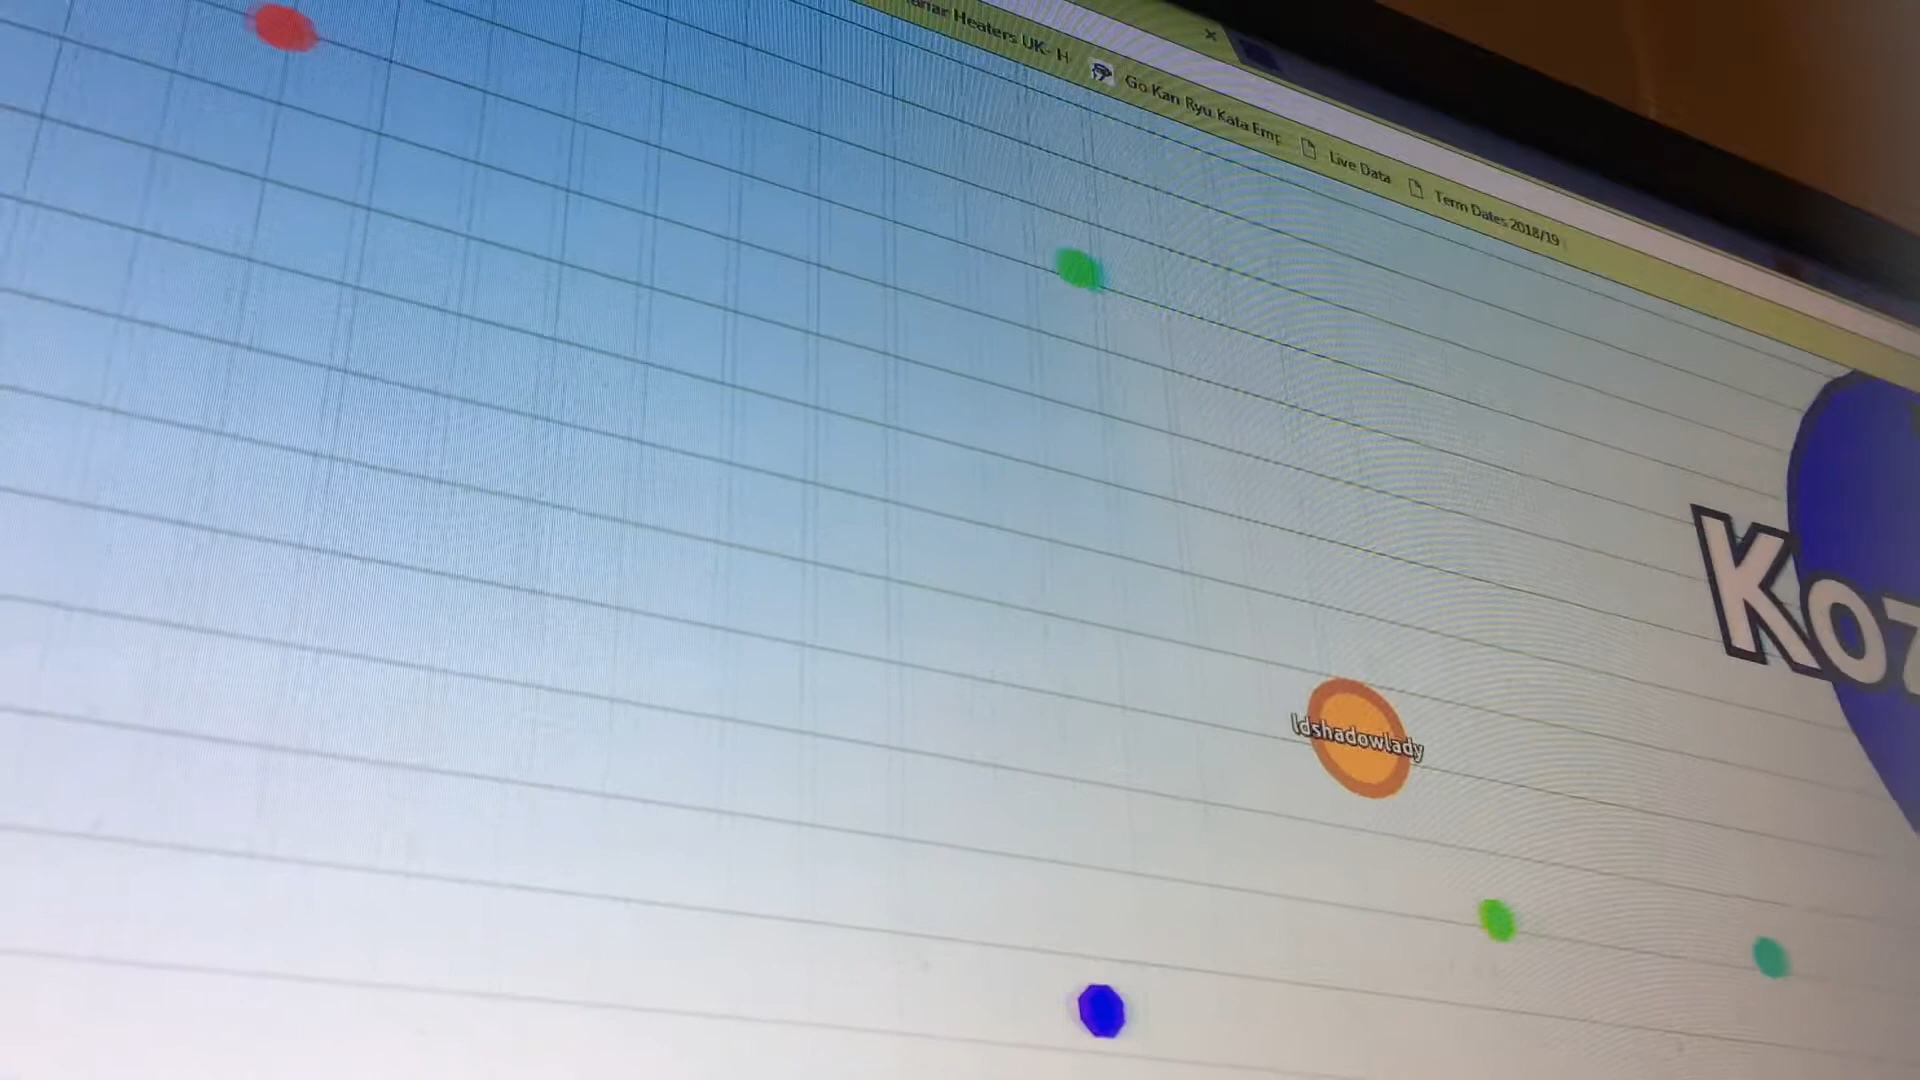 Heaters UK- H
Go Kan Ryu Kata Emp
Live Data
Term Dates 2018/19
Ko
ldshadowlady